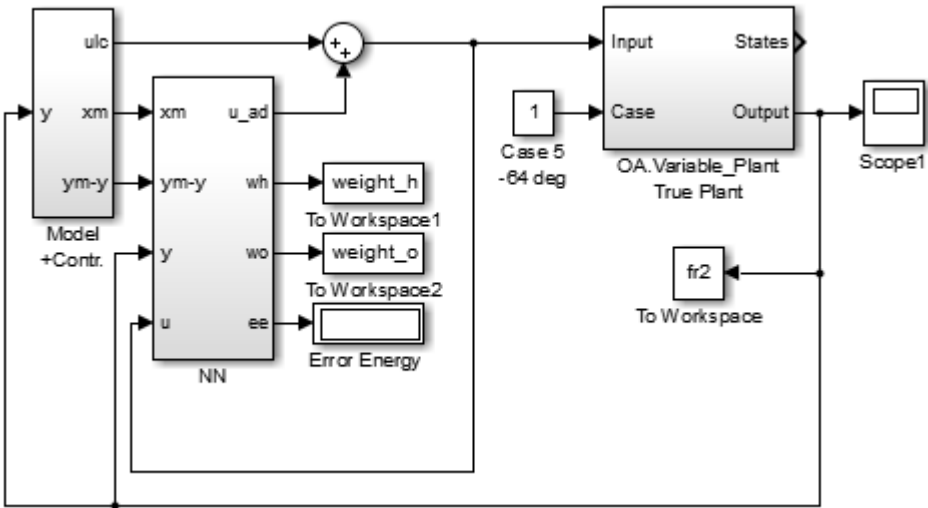 ulc
y
xm
ym-y
Model
+Contr.
xm
u_ad
ym-y
wh
y
wo
u
ee
NN
++
weight_h
To Workspace1
weight_o
To Workspace2
Error Energy
1
Case 5
-64 deg
Input
States
Case
Output
OA.Variable_Plant
True Plant
Scope1
fr2
To Workspace